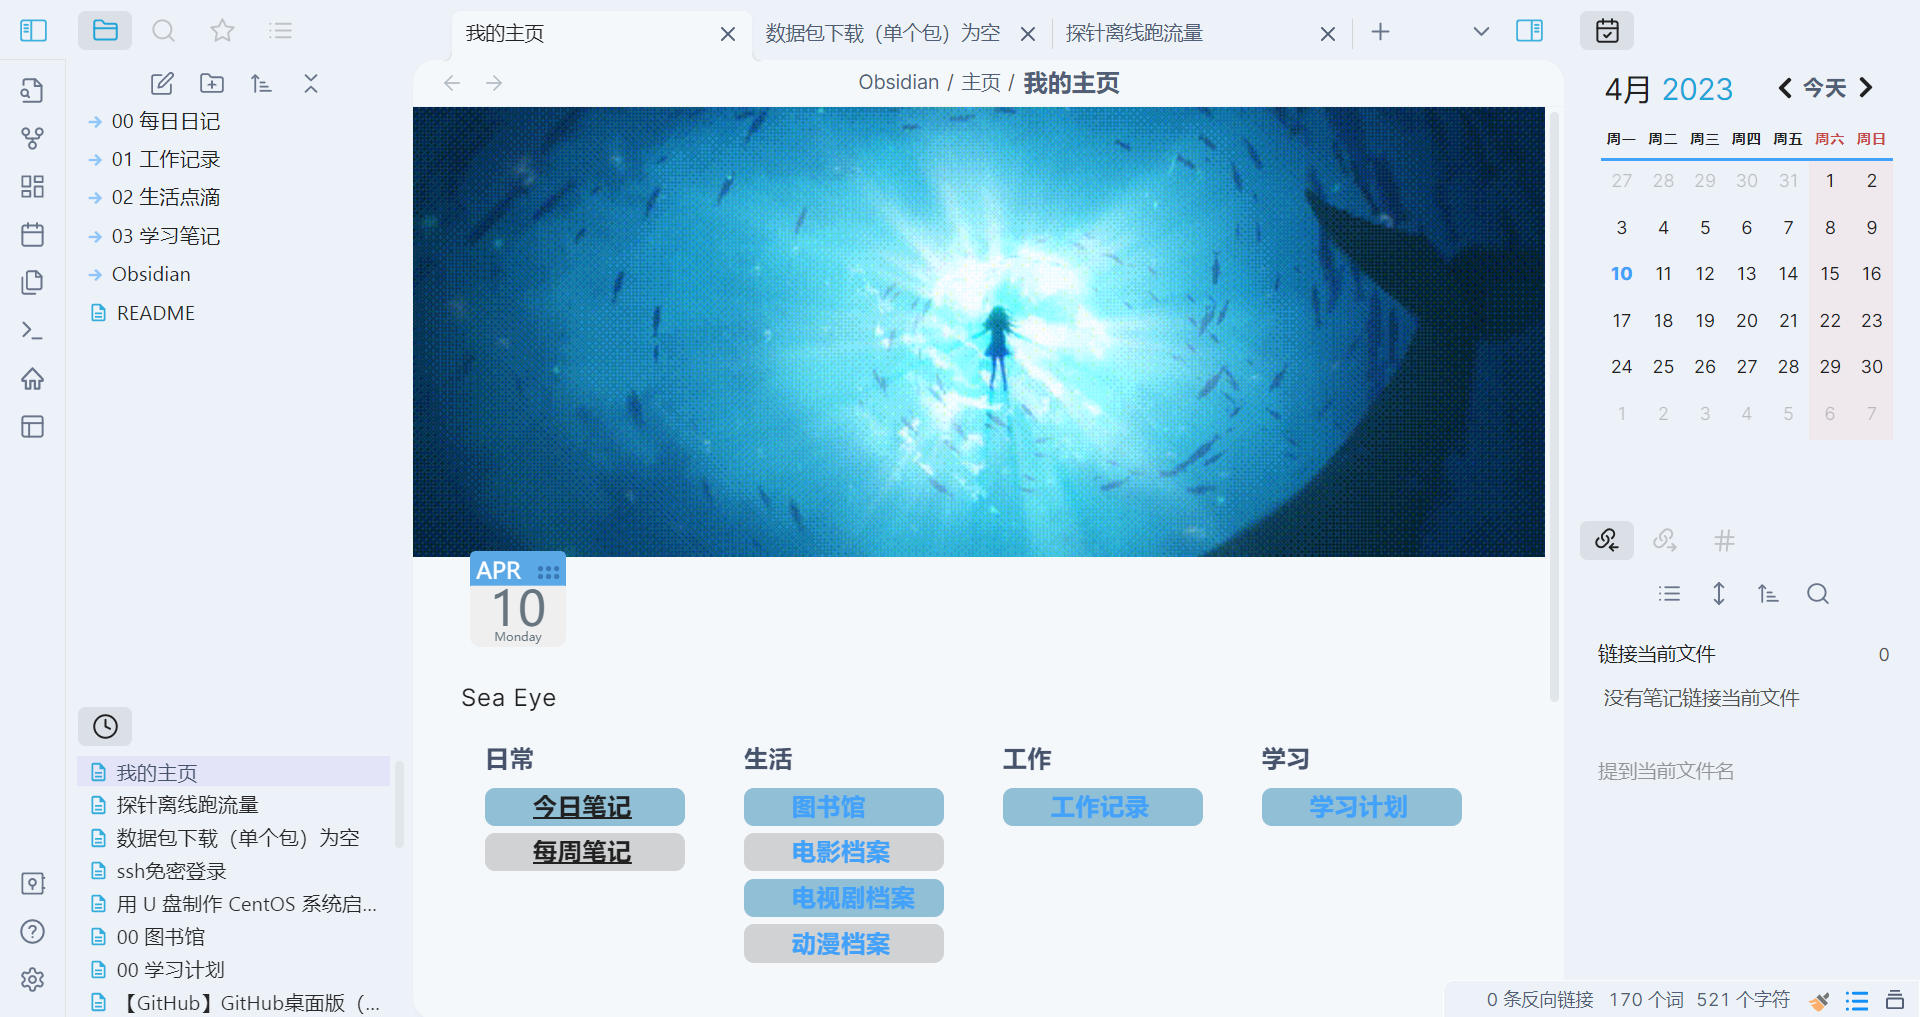 我的主页
数据包下载（单个包）为空
探针离线跑流量
Obsidian / 主页 / 我的主页
00 每日日记
01 工作记录
02 生活点滴
03 学习笔记
Obsidian
README
我的主页
探针离线跑流量
数据包下载（单个包）为空
ssh免密登录
用 U 盘制作 CentOS 系统启...
00 图书馆
00 学习计划
【GitHub】GitHub桌面版（...
APR
10
Monday
Sea Eye
日常
今日笔记
每周笔记
生活
图书馆
电影档案
电视剧档案
动漫档案
工作
工作记录
学习
学习计划
4月 2023
今天
周一 周二 周三 周四 周五 周六 周日
27 28 29 30 31 1 2
3 4 5 6 7 8 9
10 11 12 13 14 15 16
17 18 19 20 21 22 23
24 25 26 27 28 29 30
1 2 3 4 5 6 7
链接当前文件 0
没有笔记链接当前文件
提到当前文件名
0 条反向链接 170 个词 521 个字符